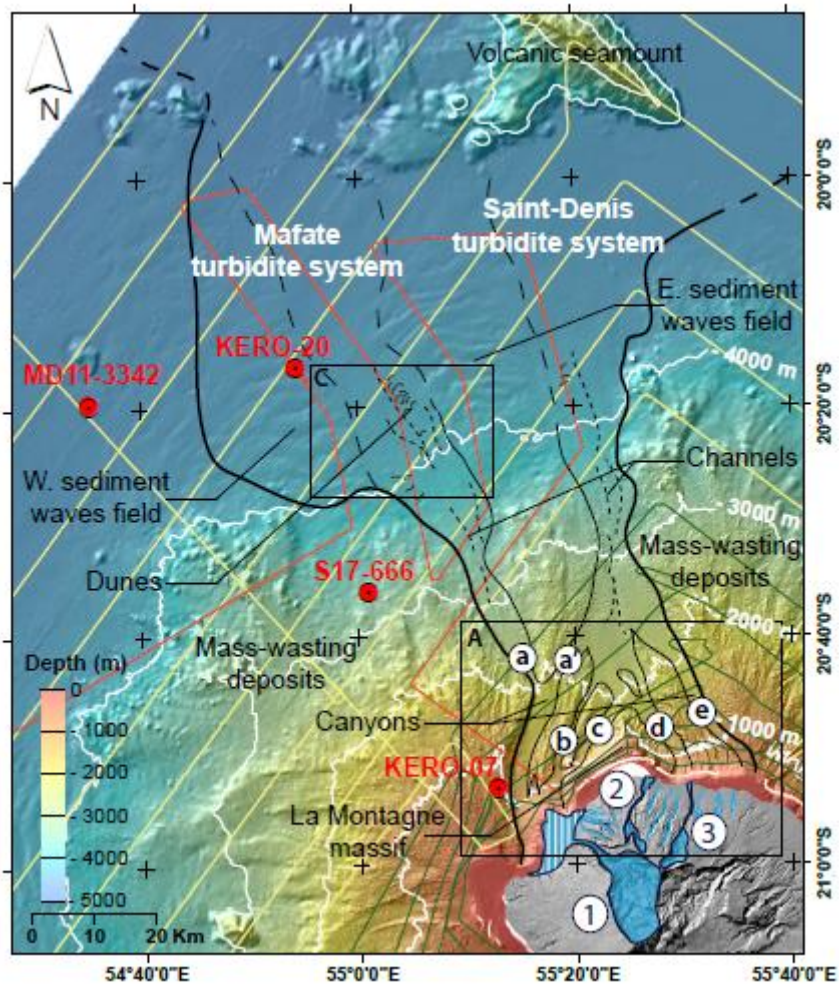 Volcanic seamount
N
20°0'0"S
Mafate
turbidite system
Saint-Denis
turbidite system
E. sediment
waves field
KERO-20
MD11-3342
C
- 4000 m
20°20'0"S
W. sediment
waves field
Channels
- 3000 m
Dunes
S17-666
Mass-wasting
deposits
- 2000 m
20°40'0"S
A
a
a'
Mass-wasting
deposits
Depth (m)
0
- 1000
- 2000
- 3000
- 4000
- 5000
Canyons
b
c
d
e
- 1000 m
KERO-07
La Montagne
massif
2
3
1
21°0'0"S
0 10 20 Km
54°40'0"E
55°0'0"E
55°20'0"E
55°40'0"E